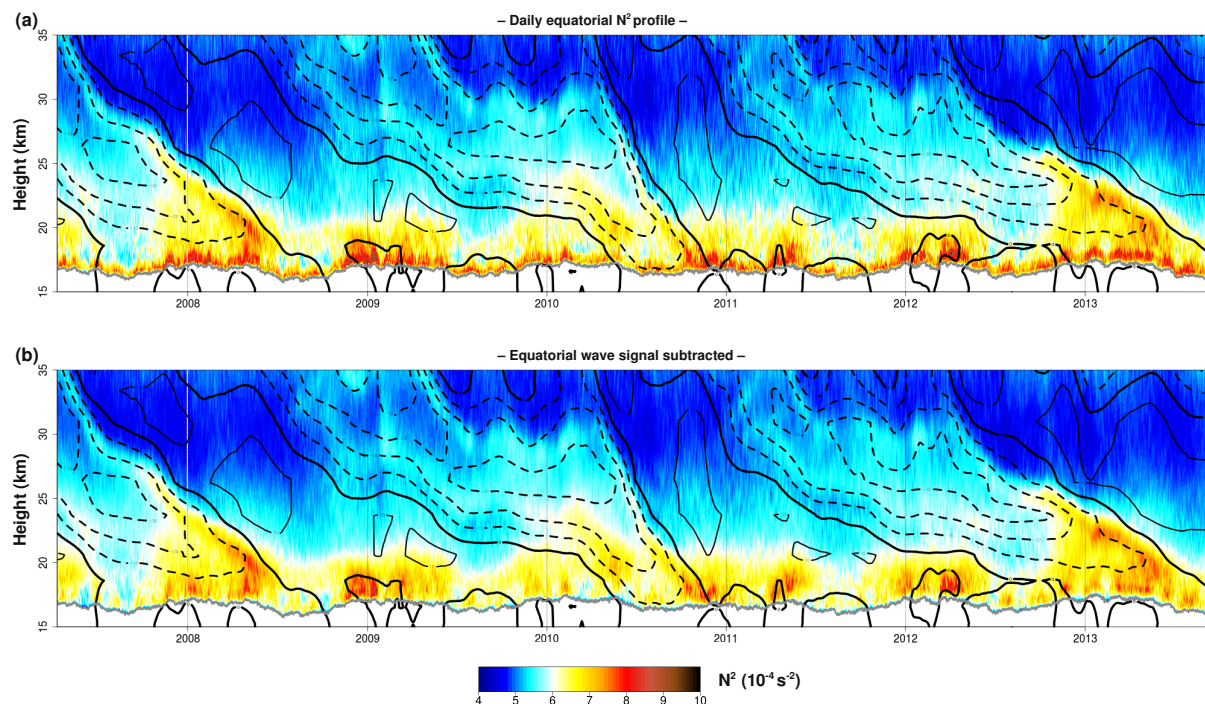 (a)
– Daily equatorial N² profile –
Height (km)
35
30
25
20
15
2008
2009
2010
2011
2012
2013
(b)
– Equatorial wave signal subtracted –
Height (km)
35
30
25
20
15
2008
2009
2010
2011
2012
2013
4 5 6 7 8 9 10
N² (10⁻⁴ s⁻²)